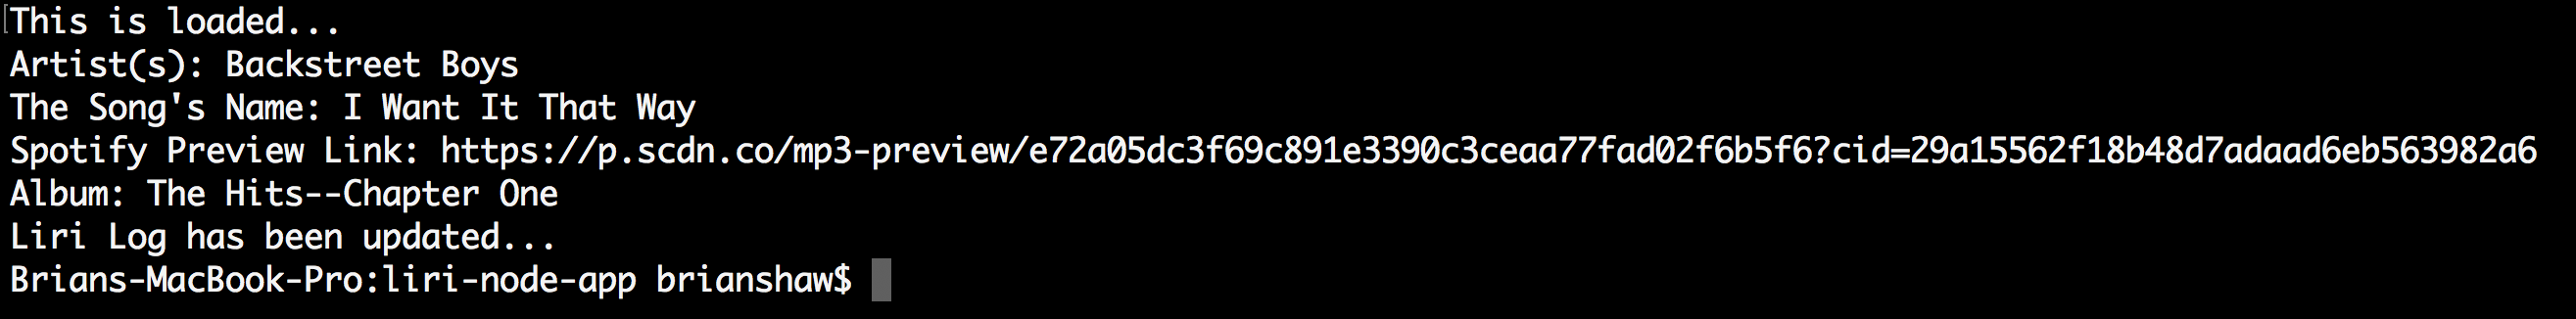 This is loaded...
Artist(s): Backstreet Boys
The Song's Name: I Want It That Way
Spotify Preview Link: https://p.scdn.co/mp3-preview/e72a05dc3f69c891e3390c3ceaa77fad02f6b5f6?cid=29a15562f18b48d7adaad6eb563982a6
Album: The Hits--Chapter One
Liri Log has been updated...
Brians-MacBook-Pro:liri-node-app brianshaw$